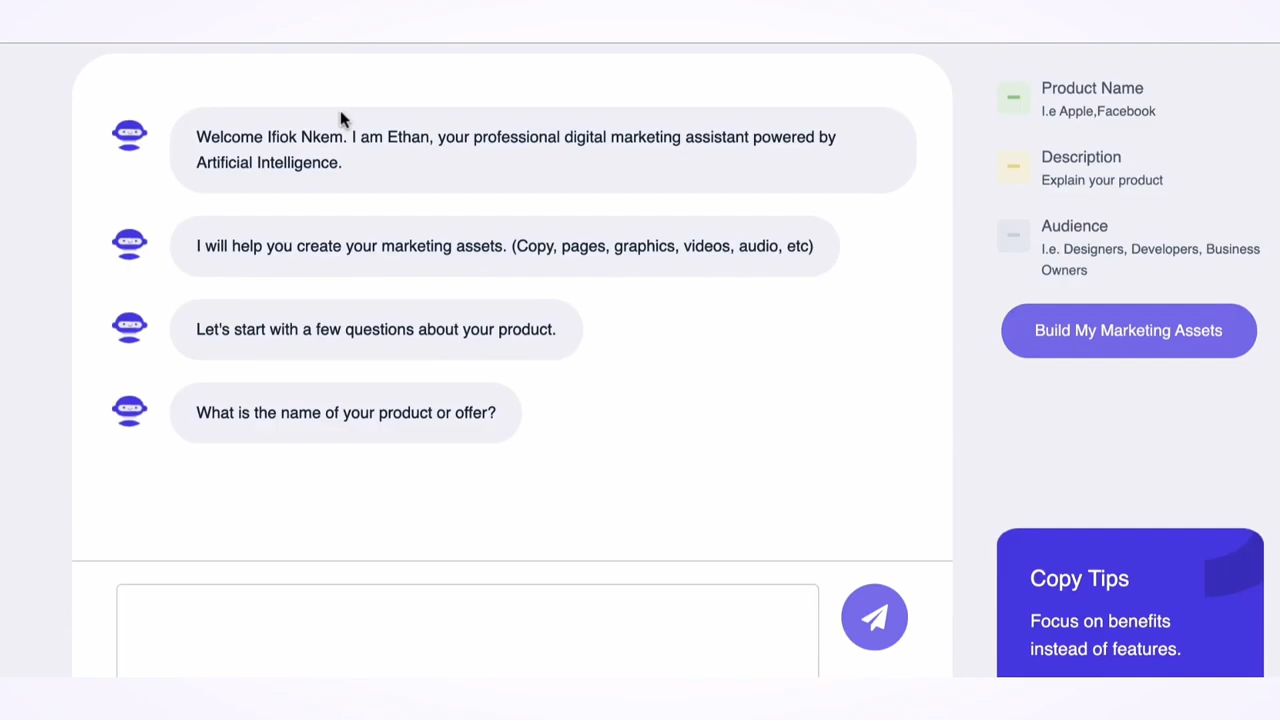 Welcome Ifiok Nkem. I am Ethan, your professional digital marketing assistant powered by
Artificial Intelligence.
I will help you create your marketing assets. (Copy, pages, graphics, videos, audio, etc)
Let's start with a few questions about your product.
What is the name of your product or offer?
Product Name
I.e Apple,Facebook
Description
Explain your product
Audience
I.e. Designers, Developers, Business
Owners
Build My Marketing Assets
Copy Tips
Focus on benefits
instead of features.